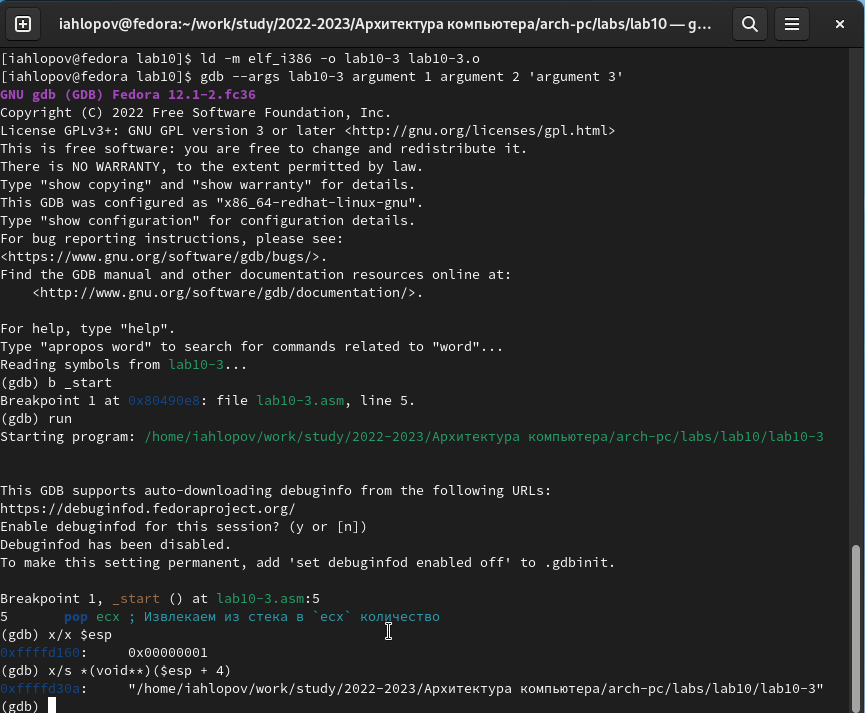 iahlopov@fedora:~/work/study/2022-2023/Архитектура компьютера/arch-pc/labs/lab10 — g...
[iahlopov@fedora lab10]$ ld -m elf_i386 -o lab10-3 lab10-3.o
[iahlopov@fedora lab10]$ gdb --args lab10-3 argument 1 argument 2 'argument 3'
GNU gdb (GDB) Fedora 12.1-2.fc36
Copyright (C) 2022 Free Software Foundation, Inc.
License GPLv3+: GNU GPL version 3 or later <http://gnu.org/licenses/gpl.html>
This is free software: you are free to change and redistribute it.
There is NO WARRANTY, to the extent permitted by law.
Type "show copying" and "show warranty" for details.
This GDB was configured as "x86_64-redhat-linux-gnu".
Type "show configuration" for configuration details.
For bug reporting instructions, please see:
<https://www.gnu.org/software/gdb/bugs/>.
Find the GDB manual and other documentation resources online at:
    <http://www.gnu.org/software/gdb/documentation/>.
For help, type "help".
Type "apropos word" to search for commands related to "word"...
Reading symbols from lab10-3...
(gdb) b _start
Breakpoint 1 at 0x80490e8: file lab10-3.asm, line 5.
(gdb) run
Starting program: /home/iahlopov/work/study/2022-2023/Архитектура компьютера/arch-pc/labs/lab10/lab10-3
This GDB supports auto-downloading debuginfo from the following URLs:
https://debuginfod.fedoraproject.org/
Enable debuginfod for this session? (y or [n])
Debuginfod has been disabled.
To make this setting permanent, add 'set debuginfod enabled off' to .gdbinit.
Breakpoint 1, _start () at lab10-3.asm:5
5       pop ecx ; Извлекаем из стека в `ecx` количество
(gdb) x/x $esp
0xffffd160:     0x00000001
(gdb) x/s *(void**)($esp + 4)
0xffffd30a:     "/home/iahlopov/work/study/2022-2023/Архитектура компьютера/arch-pc/labs/lab10/lab10-3"
(gdb)